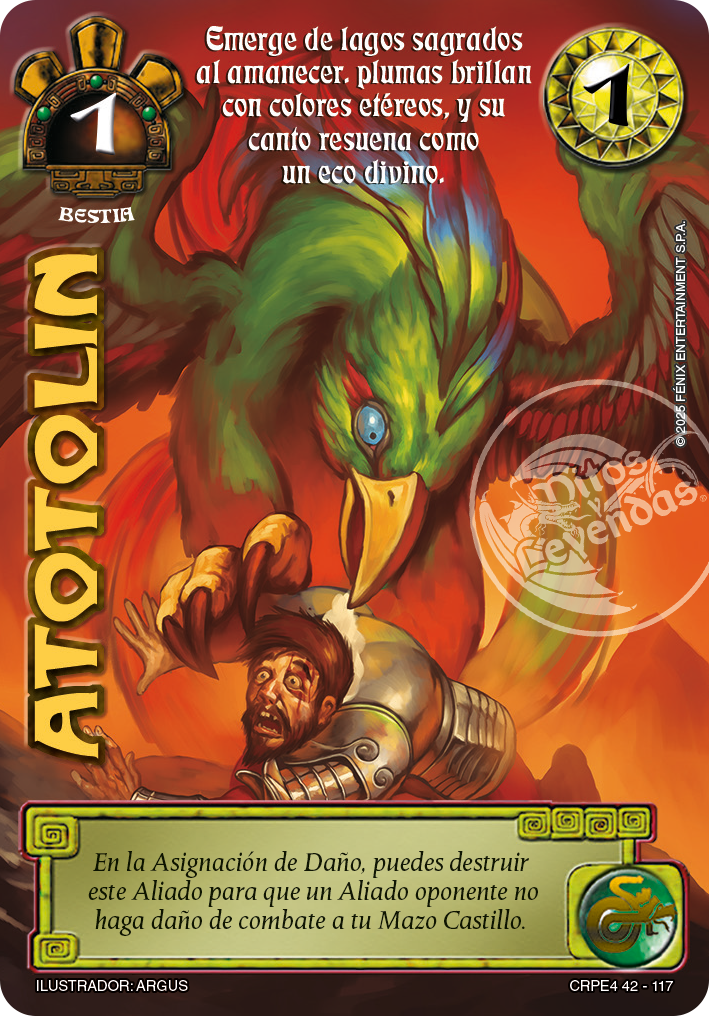 Emerge de lagos sagrados
al amanecer. plumas brillan
con colores etéreos, y su
canto resuena como
un eco divino.
1
1
BESTIA
ATOTOLIN
© 2025 FÉNIX ENTERTAINMENT S.P.A.
Mitos
y
Leyendas®
En la Asignación de Daño, puedes destruir
este Aliado para que un Aliado oponente no
haga daño de combate a tu Mazo Castillo.
ILUSTRADOR: ARGUS
CRPE4 42 - 117